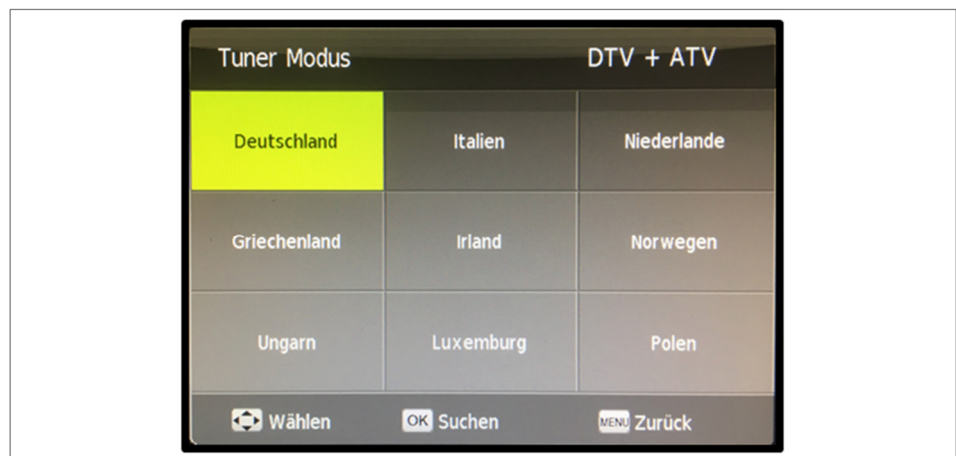 Tuner Modus DTV + ATV
Deutschland Italien Niederlande
Griechenland Irland Norwegen
Ungarn Luxemburg Polen
Wählen OK Suchen MENU Zurück